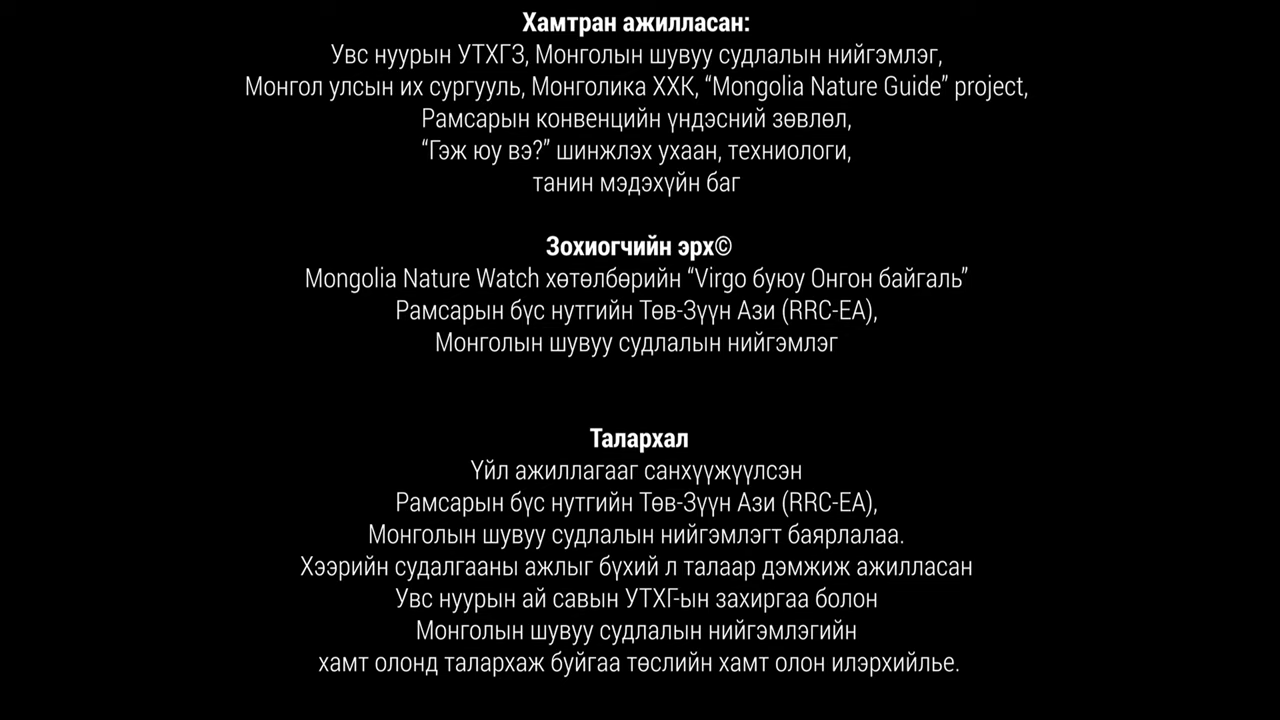 Хамтран ажилласан:
Увс нуурын УТХГЗ, Монголын шувуу судлалын нийгэмлэг,
Монгол улсын их сургууль, Монголика ХХК, “Mongolia Nature Guide” project,
Рамсарын конвенцийн үндэсний зөвлөл,
“Гэж юу вэ?” шинжлэх ухаан, техниологи,
танин мэдэхүйн баг
Зохиогчийн эрх©
Mongolia Nature Watch хөтөлбөрийн “Virgo буюу Онгон байгаль”
Рамсарын бүс нутгийн Төв-Зүүн Ази (RRC-EA),
Монголын шувуу судлалын нийгэмлэг
Талархал
Үйл ажиллагааг санхүүжүүлсэн
Рамсарын бүс нутгийн Төв-Зүүн Ази (RRC-EA),
Монголын шувуу судлалын нийгэмлэгт баярлалаа.
Хээрийн судалгааны ажлыг бүхий л талаар дэмжиж ажилласан
Увс нуурын ай савын УТХГ-ын захиргаа болон
Монголын шувуу судлалын нийгэмлэгийн
хамт олонд талархаж буйгаа төслийн хамт олон илэрхийлье.